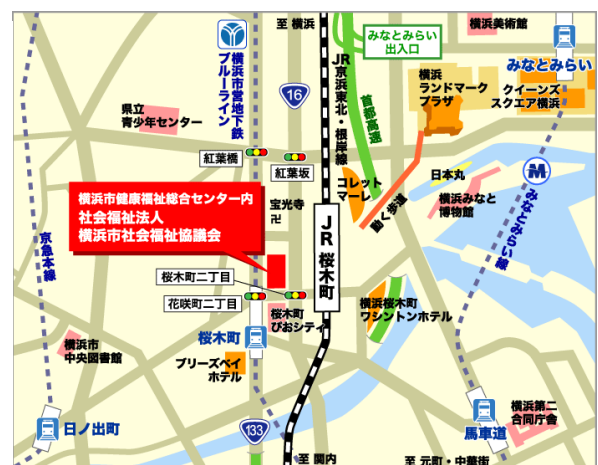 至 横浜
横浜美術館
みなとみらい
出入口
みなとみらい
横浜市営地下鉄
ブルーライン
JR
京浜東北・根岸線
首都高速
横浜
ランドマーク
プラザ
クイーンズ
スクエア横浜
16
県立
青少年センター
紅葉橋
紅葉坂
コレット
マーレ
日本丸
M
横浜みなと
博物館
動く歩道
みなとみらい線
横浜市健康福祉総合センター内
社会福祉法人
横浜市社会福祉協議会
宝光寺
卍
京急本線
JR 桜木町
桜木町二丁目
花咲町二丁目
桜木町
ぴおシティ
横浜桜木町
ワシントンホテル
桜木町
ブリーズベイ
ホテル
横浜市
中央図書館
日ノ出町
133
馬車道
横浜第二
合同庁舎
至 関内
至 元町・中華街